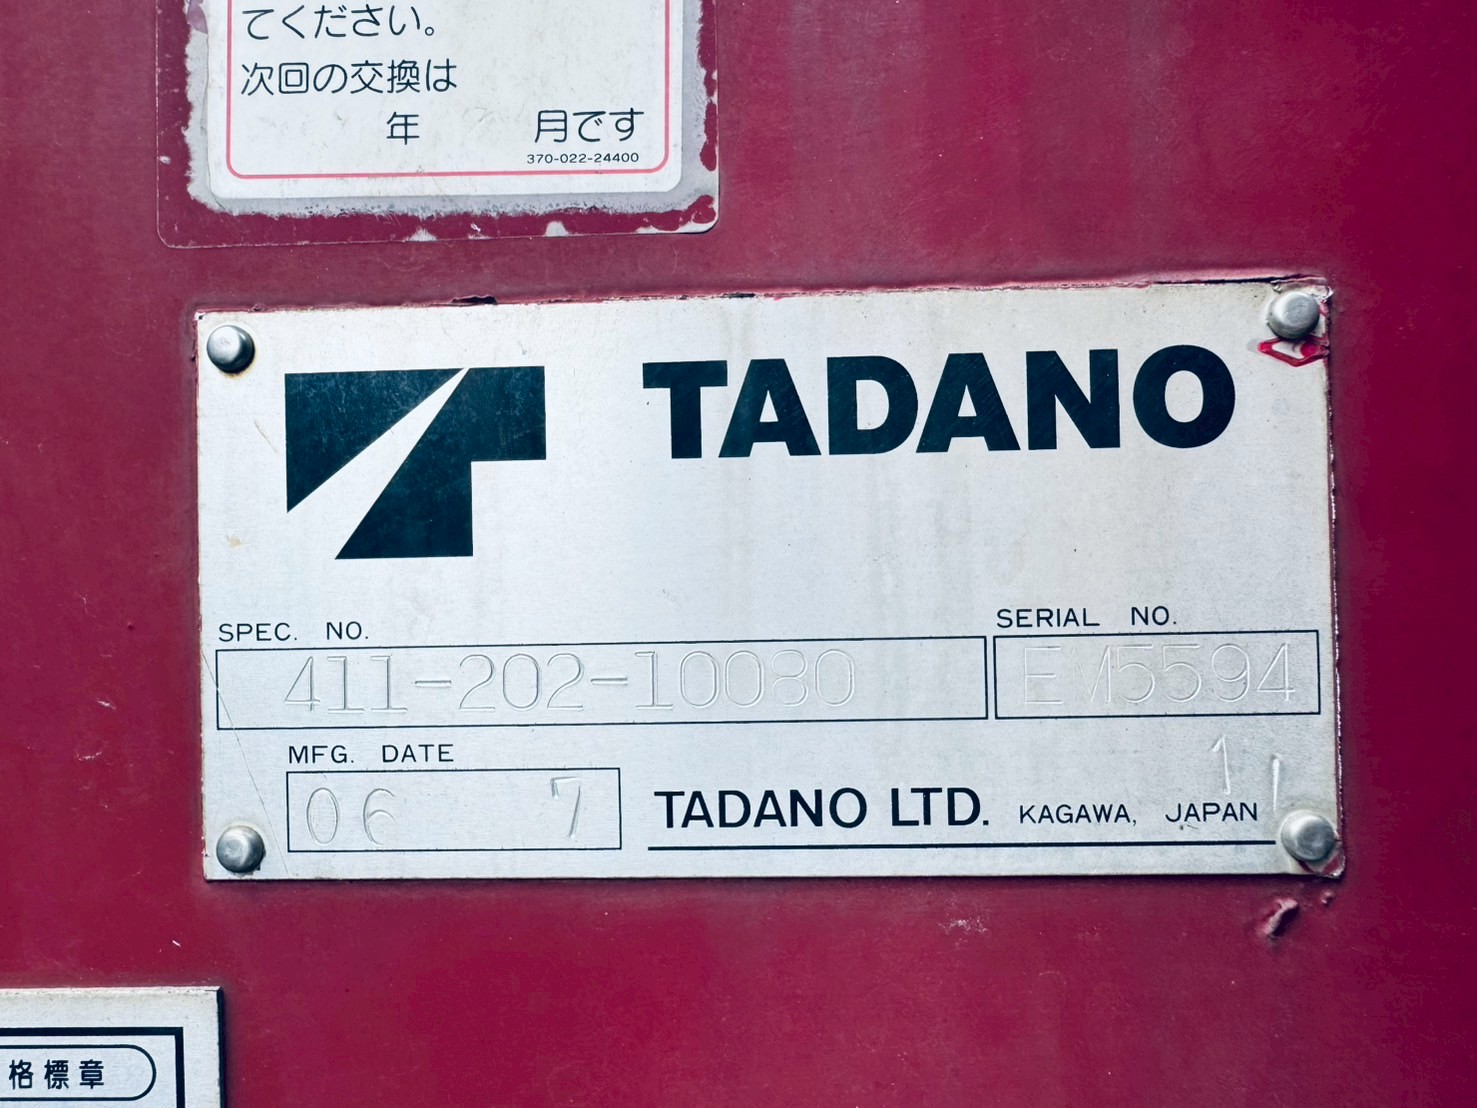 てください。
次回の交換は
年 月です
370-022-24400
TADANO
SPEC. NO. SERIAL NO.
411-202-10080 EM5594
MFG. DATE
06 7
TADANO LTD. KAGAWA, JAPAN
格標章